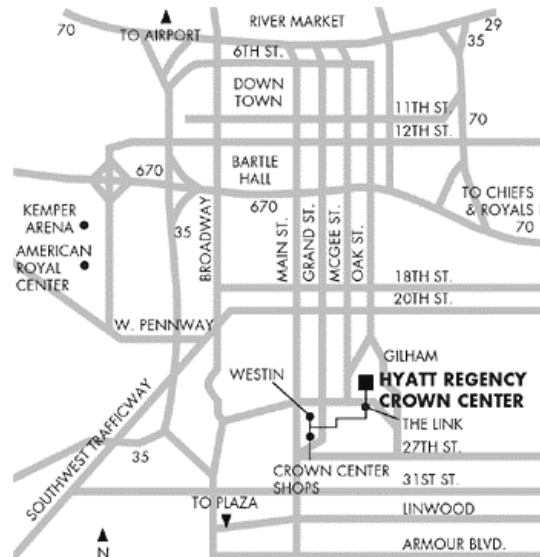 RIVER MARKET
29
70
TO AIRPORT
35
6TH ST.
DOWN
TOWN
11TH ST.
70
12TH ST.
BARTLE
HALL
670
670
TO CHIEFS
& ROYALS
70
KEMPER
ARENA
AMERICAN
ROYAL
CENTER
35
BROADWAY
MAIN ST.
GRAND ST.
MCGEE ST.
OAK ST.
18TH ST.
20TH ST.
W. PENNWAY
GILHAM
WESTIN
HYATT REGENCY
CROWN CENTER
THE LINK
SOUTHWEST TRAFFICWAY
27TH ST.
35
CROWN CENTER
SHOPS
31ST ST.
TO PLAZA
LINWOOD
N
ARMOUR BLVD.